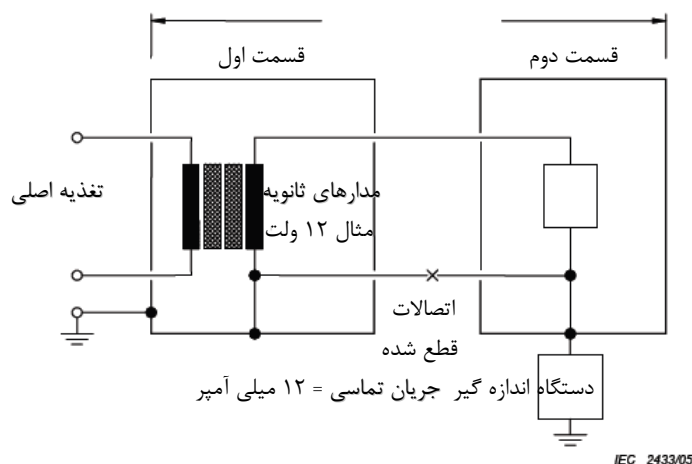 قسمت اول
قسمت دوم
تغذیه اصلی
مدارهای ثانویه
مثال ۱۲ ولت
اتصالات
قطع شده
دستگاه اندازه گیر جریان تماسی = ۱۲ میلی آمپر
IEC 2433/05